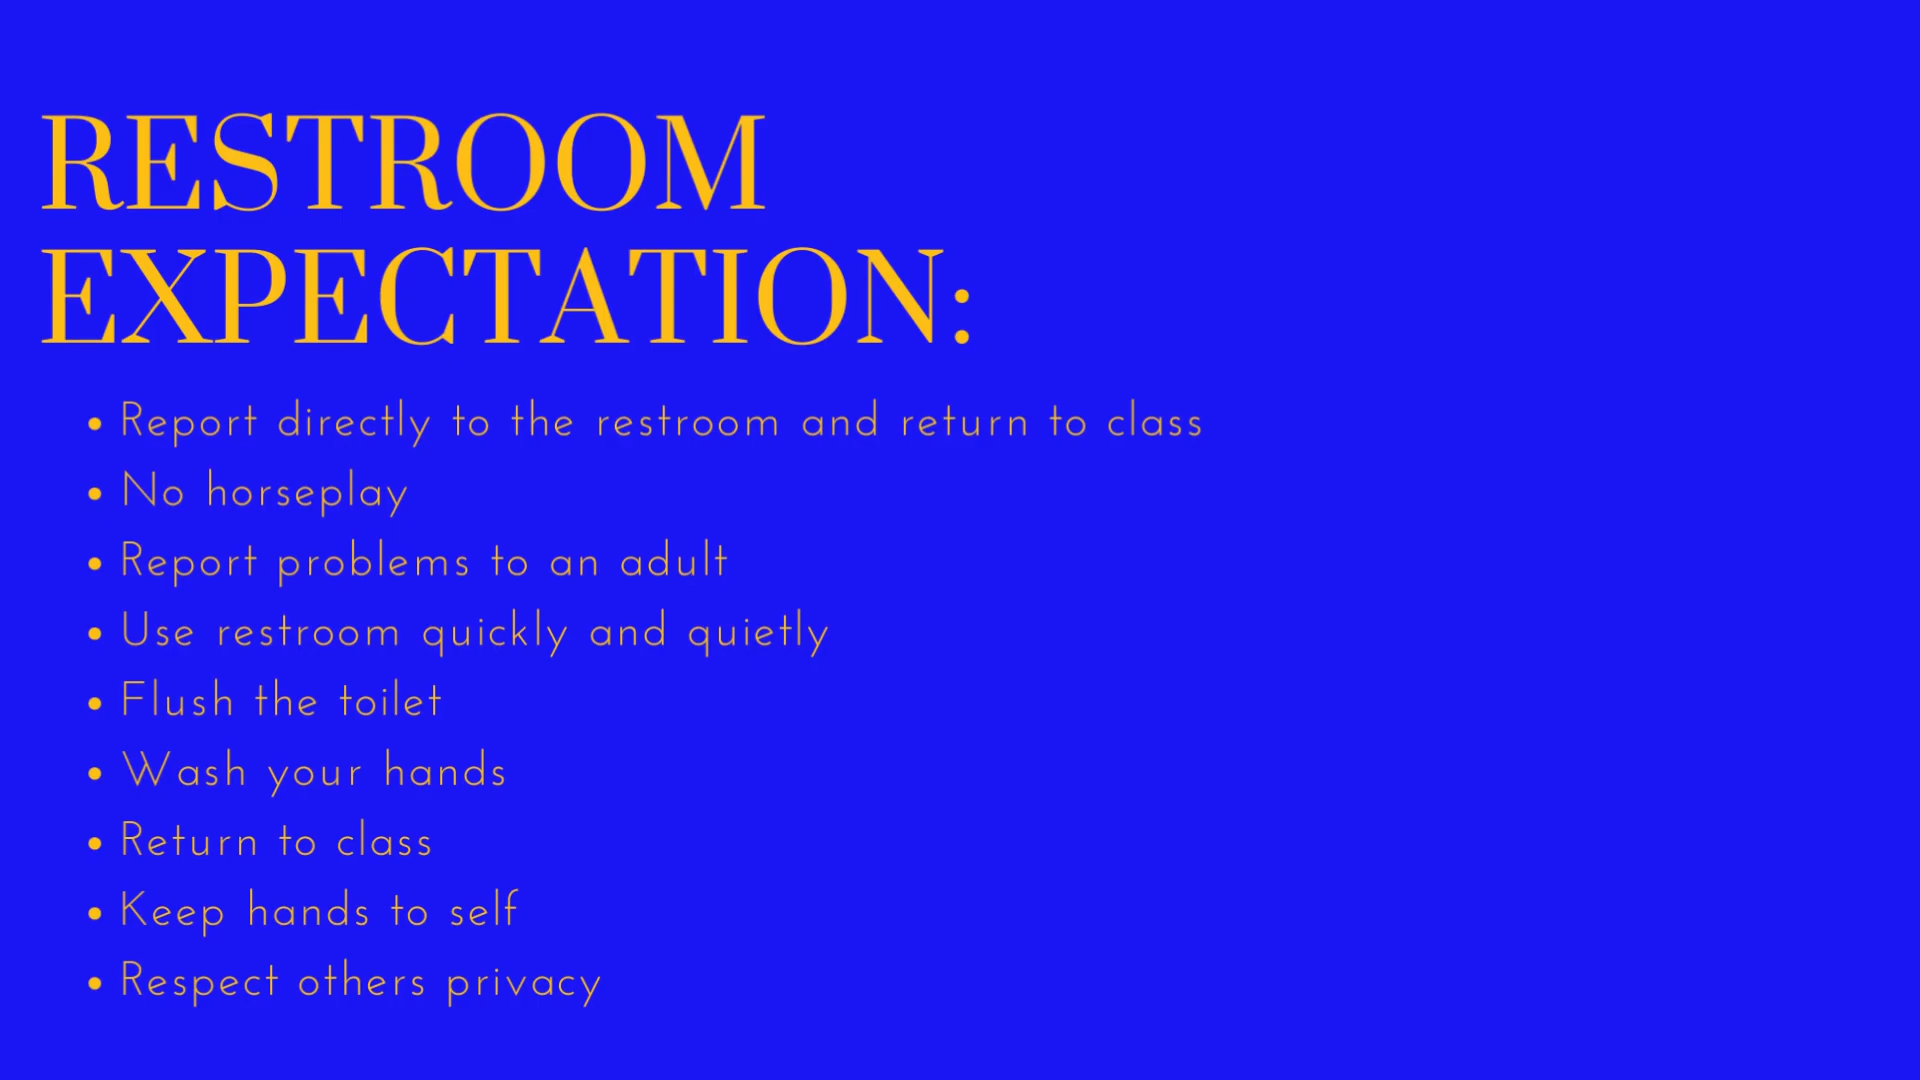 RESTROOM
EXPECTATION:
• Report directly to the restroom and return to class
• No horseplay
• Report problems to an adult
• Use restroom quickly and quietly
• Flush the toilet
• Wash your hands
• Return to class
• Keep hands to self
• Respect others privacy